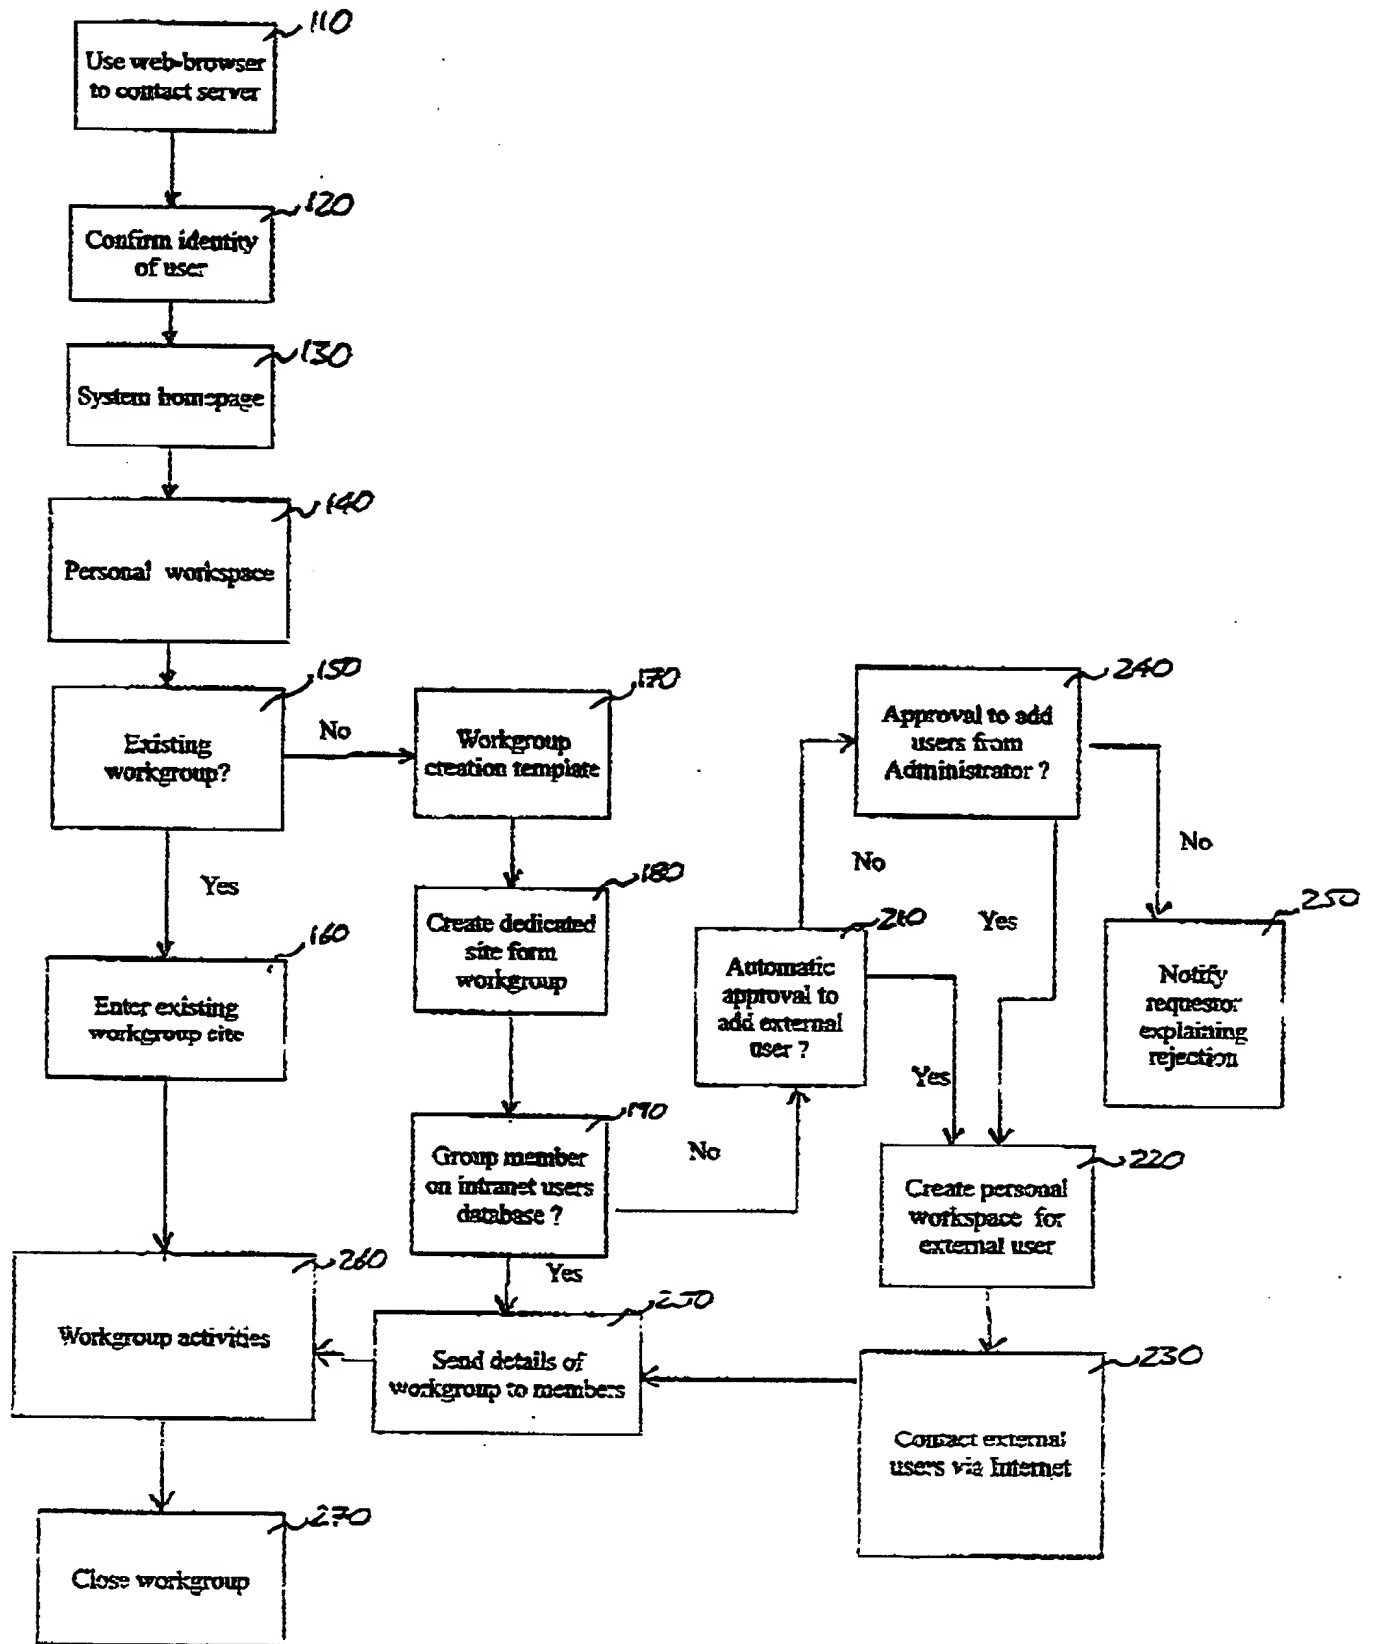 110
Use web-browser
to contact server
120
Confirm identity
of user
130
System homepage
140
Personal workspace
150
Existing
workgroup?
No
Yes
160
Enter existing
workgroup site
170
Workgroup
creation template
180
Create dedicated
site form
workgroup
190
Group member
on intranet users
database ?
No
Yes
210
Automatic
approval to
add external
user ?
No
Yes
240
Approval to add
users from
Administrator ?
Yes
No
250
Notify
requestor
explaining
rejection
220
Create personal
workspace for
external user
230
Contact external
users via Internet
Send details of
workgroup to members
260
Workgroup activities
270
Close workgroup